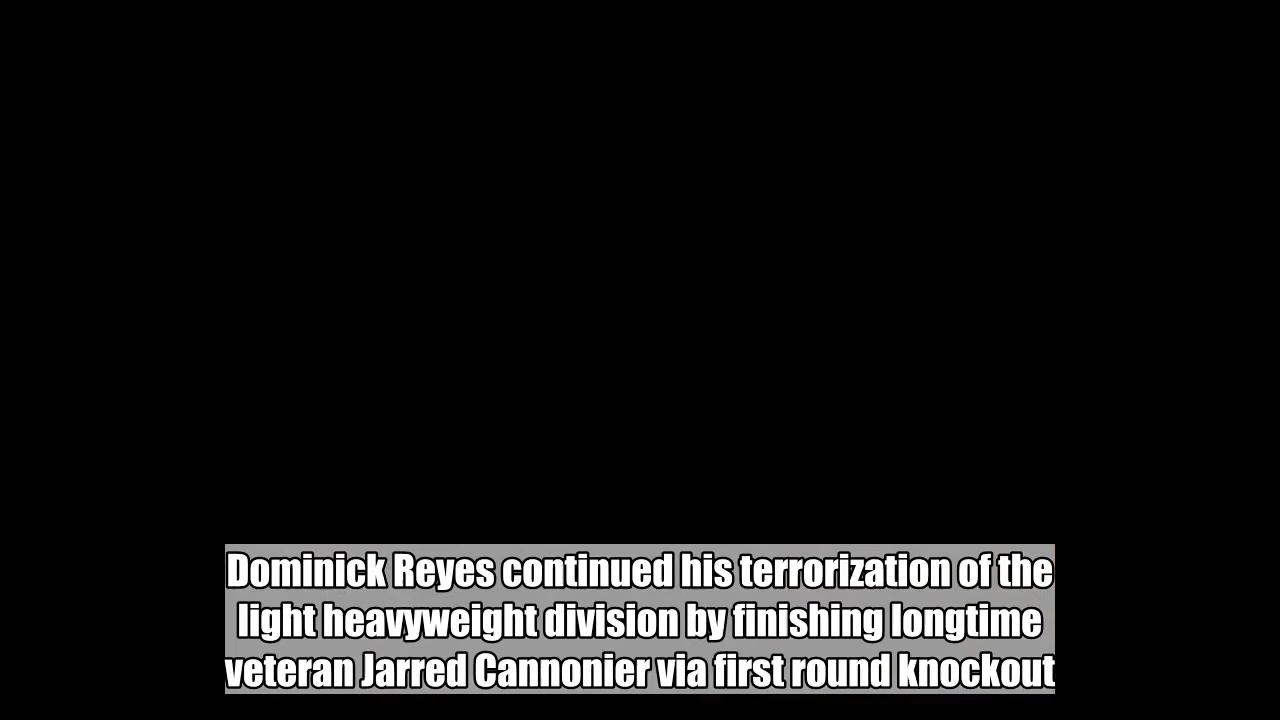 Dominick Reyes continued his terrorization of the
light heavyweight division by finishing longtime
veteran Jarred Cannonier via first round knockout